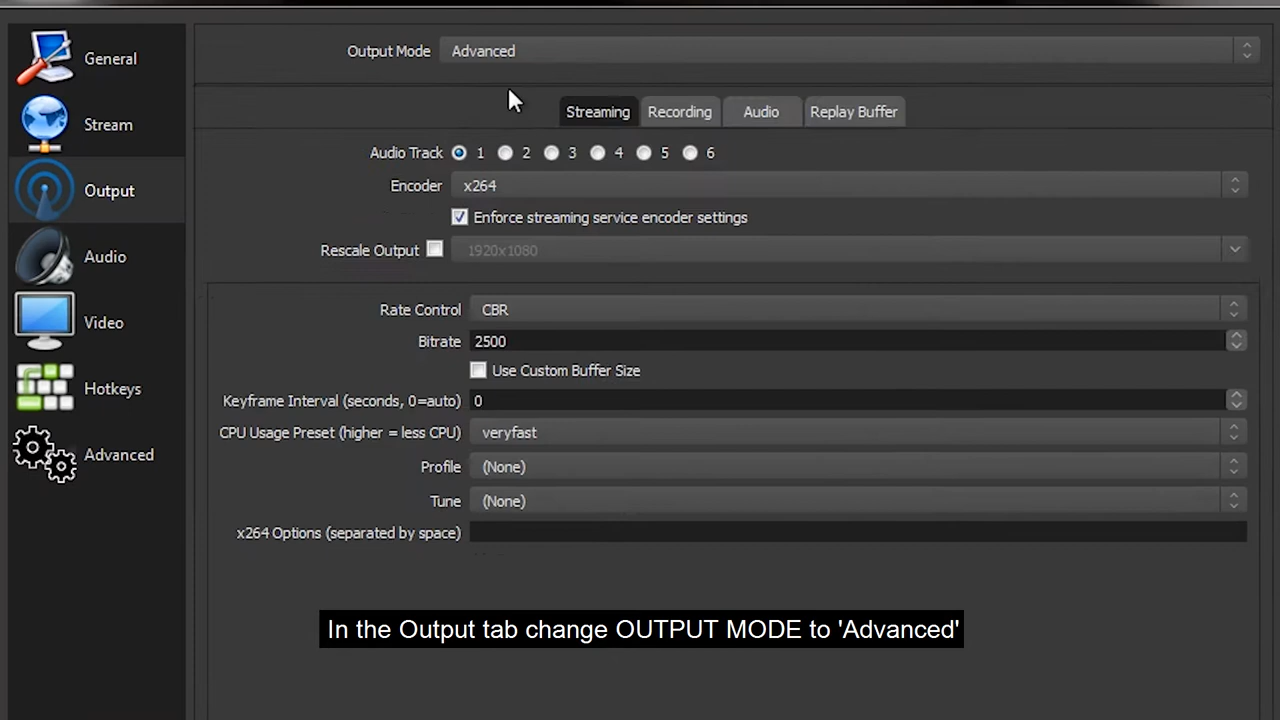 General
Stream
Output
Audio
Video
Hotkeys
Advanced
Output Mode Advanced
Streaming Recording Audio Replay Buffer
Audio Track 1 2 3 4 5 6
Encoder x264
Enforce streaming service encoder settings
Rescale Output 1920x1080
Rate Control CBR
Bitrate 2500
Use Custom Buffer Size
Keyframe Interval (seconds, 0=auto) 0
CPU Usage Preset (higher = less CPU) veryfast
Profile (None)
Tune (None)
x264 Options (separated by space)
In the Output tab change OUTPUT MODE to 'Advanced'